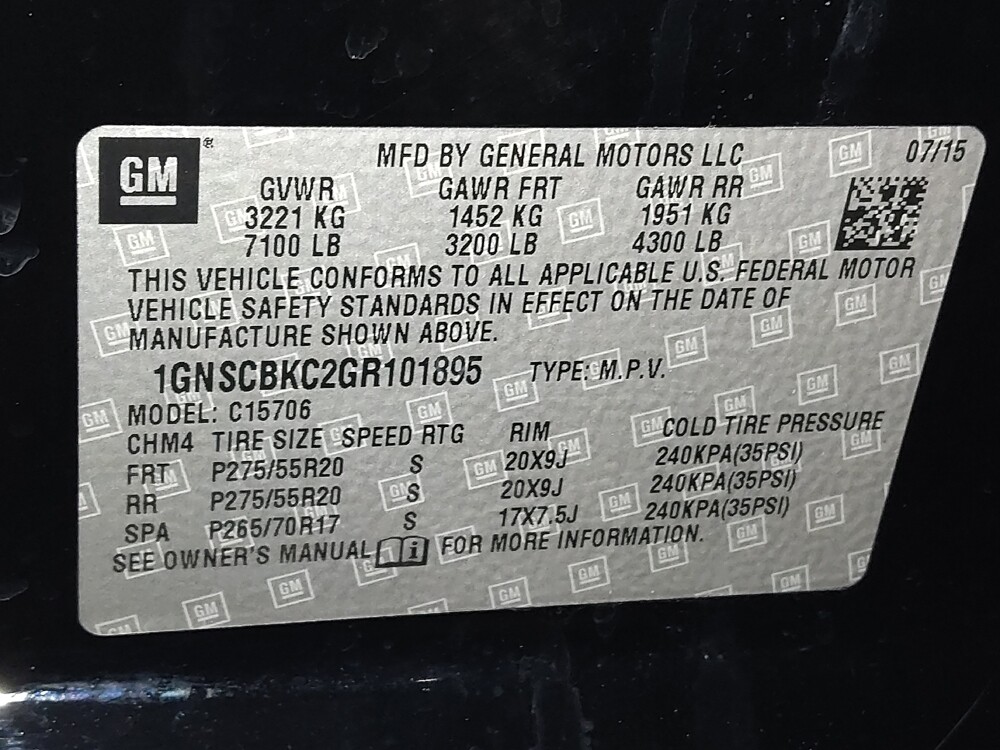 GM
MFD BY GENERAL MOTORS LLC 07/15
GVWR GAWR FRT GAWR RR
3221 KG 1452 KG 1951 KG
7100 LB 3200 LB 4300 LB
THIS VEHICLE CONFORMS TO ALL APPLICABLE U.S. FEDERAL MOTOR
VEHICLE SAFETY STANDARDS IN EFFECT ON THE DATE OF
MANUFACTURE SHOWN ABOVE.
1GNSCBKC2GR101895 TYPE: M.P.V.
MODEL: C15706
CHM4 TIRE SIZE SPEED RTG RIM COLD TIRE PRESSURE
FRT P275/55R20 S 20X9J 240KPA(35PSI)
RR P275/55R20 S 20X9J 240KPA(35PSI)
SPA P265/70R17 S 17X7.5J 240KPA(35PSI)
SEE OWNER'S MANUAL i FOR MORE INFORMATION.